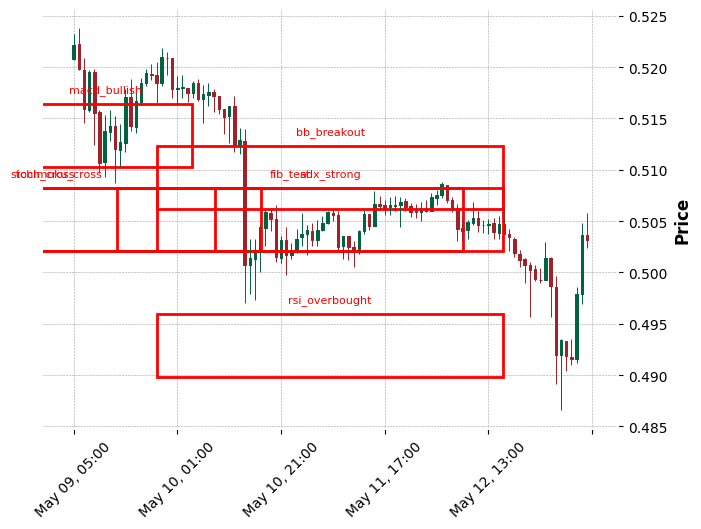 0.525
0.520
macd_bullish
0.515
bb_breakout
0.510
fib_test
adx_strong
0.505
Price
0.500
rsi_overbought
0.495
0.490
0.485
May 09, 05:00
May 10, 01:00
May 10, 21:00
May 11, 17:00
May 12, 13:00